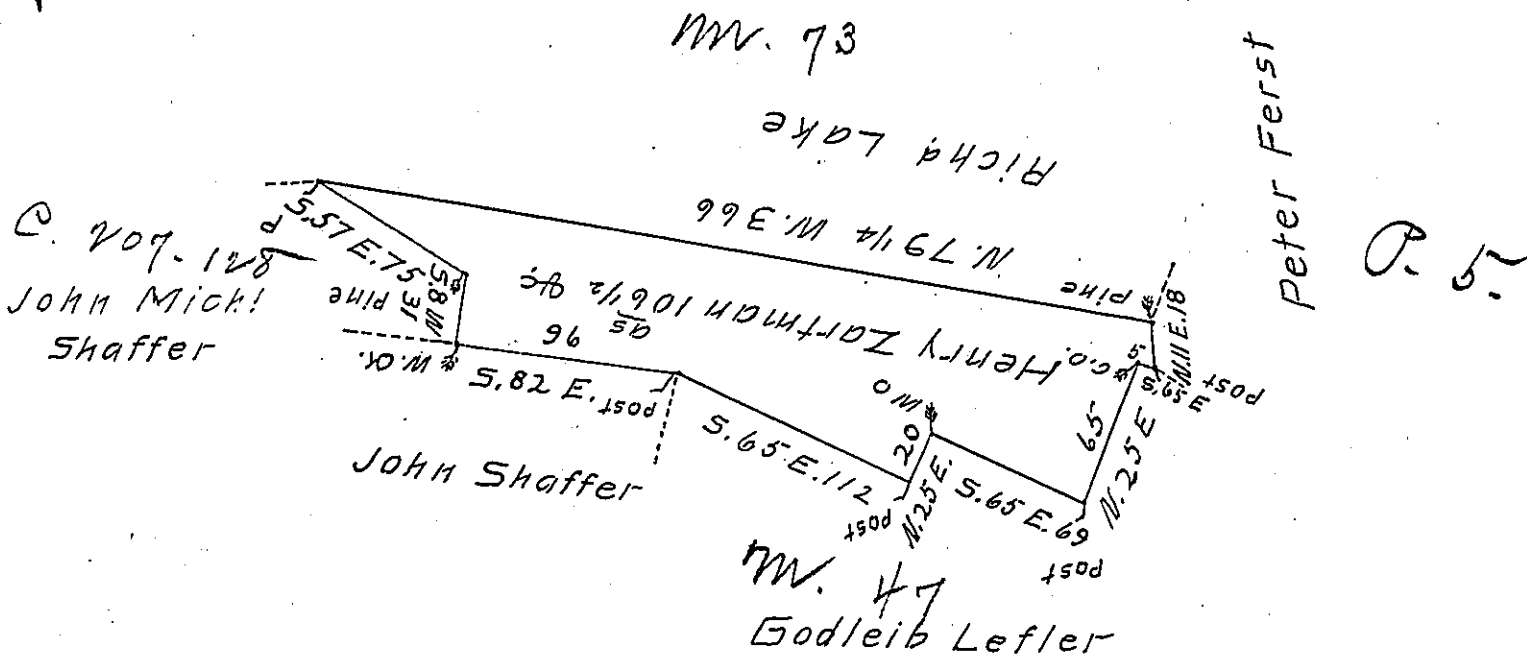 M. 73
Richd Lake
Peter Ferst
P. 5.
N. 79 1/4 W. 366
C. 207-128
John Michl
Shaffer
P
S. 57 E. 75
S. 8 W.
31
pine
pine
Henry Zartman 106 1/2 as &c
N. 11 E. 18
post
S. 65 E
5
c.o.
W.O.
S. 82 E.
96
post
S. 65 E. 112
post
N. 25 E.
20
W O
S. 65 E. 69
post
65
N. 25 E
John Shaffer
M. 47
Godleib Lefler